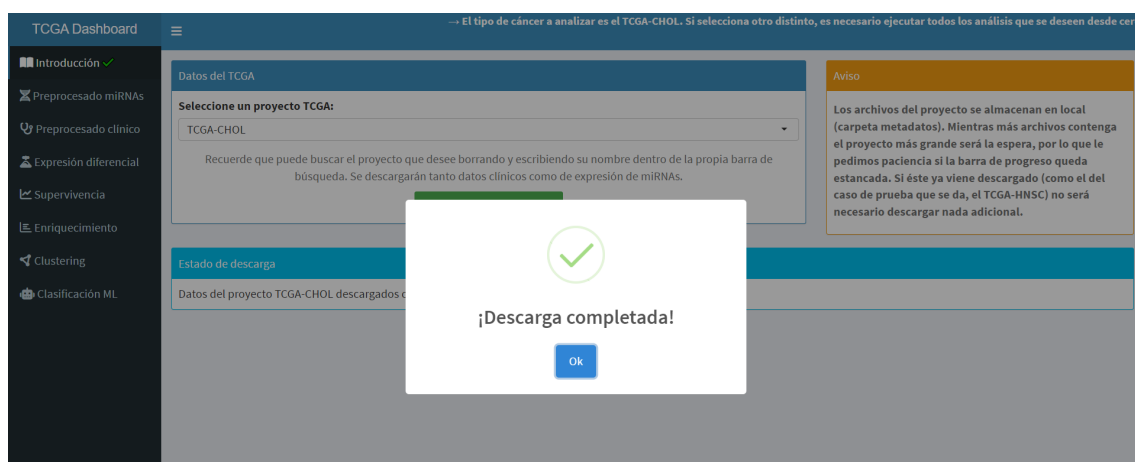 TCGA Dashboard
→ El tipo de cáncer a analizar es el TCGA-CHOL. Si selecciona otro distinto, es necesario ejecutar todos los análisis que se deseen desde cer
Introducción
Preprocesado miRNAs
Preprocesado clínico
Expresión diferencial
Supervivencia
Enriquecimiento
Clustering
Clasificación ML
Datos del TCGA
Seleccione un proyecto TCGA:
TCGA-CHOL
Recuerde que puede buscar el proyecto que desee borrando y escribiendo su nombre dentro de la propia barra de
búsqueda. Se descargarán tanto datos clínicos como de expresión de miRNAs.
Aviso
Los archivos del proyecto se almacenan en local
(carpeta metadatos). Mientras más archivos contenga
el proyecto más grande será la espera, por lo que le
pedimos paciencia si la barra de progreso queda
estancada. Si éste ya viene descargado (como el del
caso de prueba que se da, el TCGA-HNSC) no será
necesario descargar nada adicional.
Estado de descarga
Datos del proyecto TCGA-CHOL descargados
¡Descarga completada!
Ok